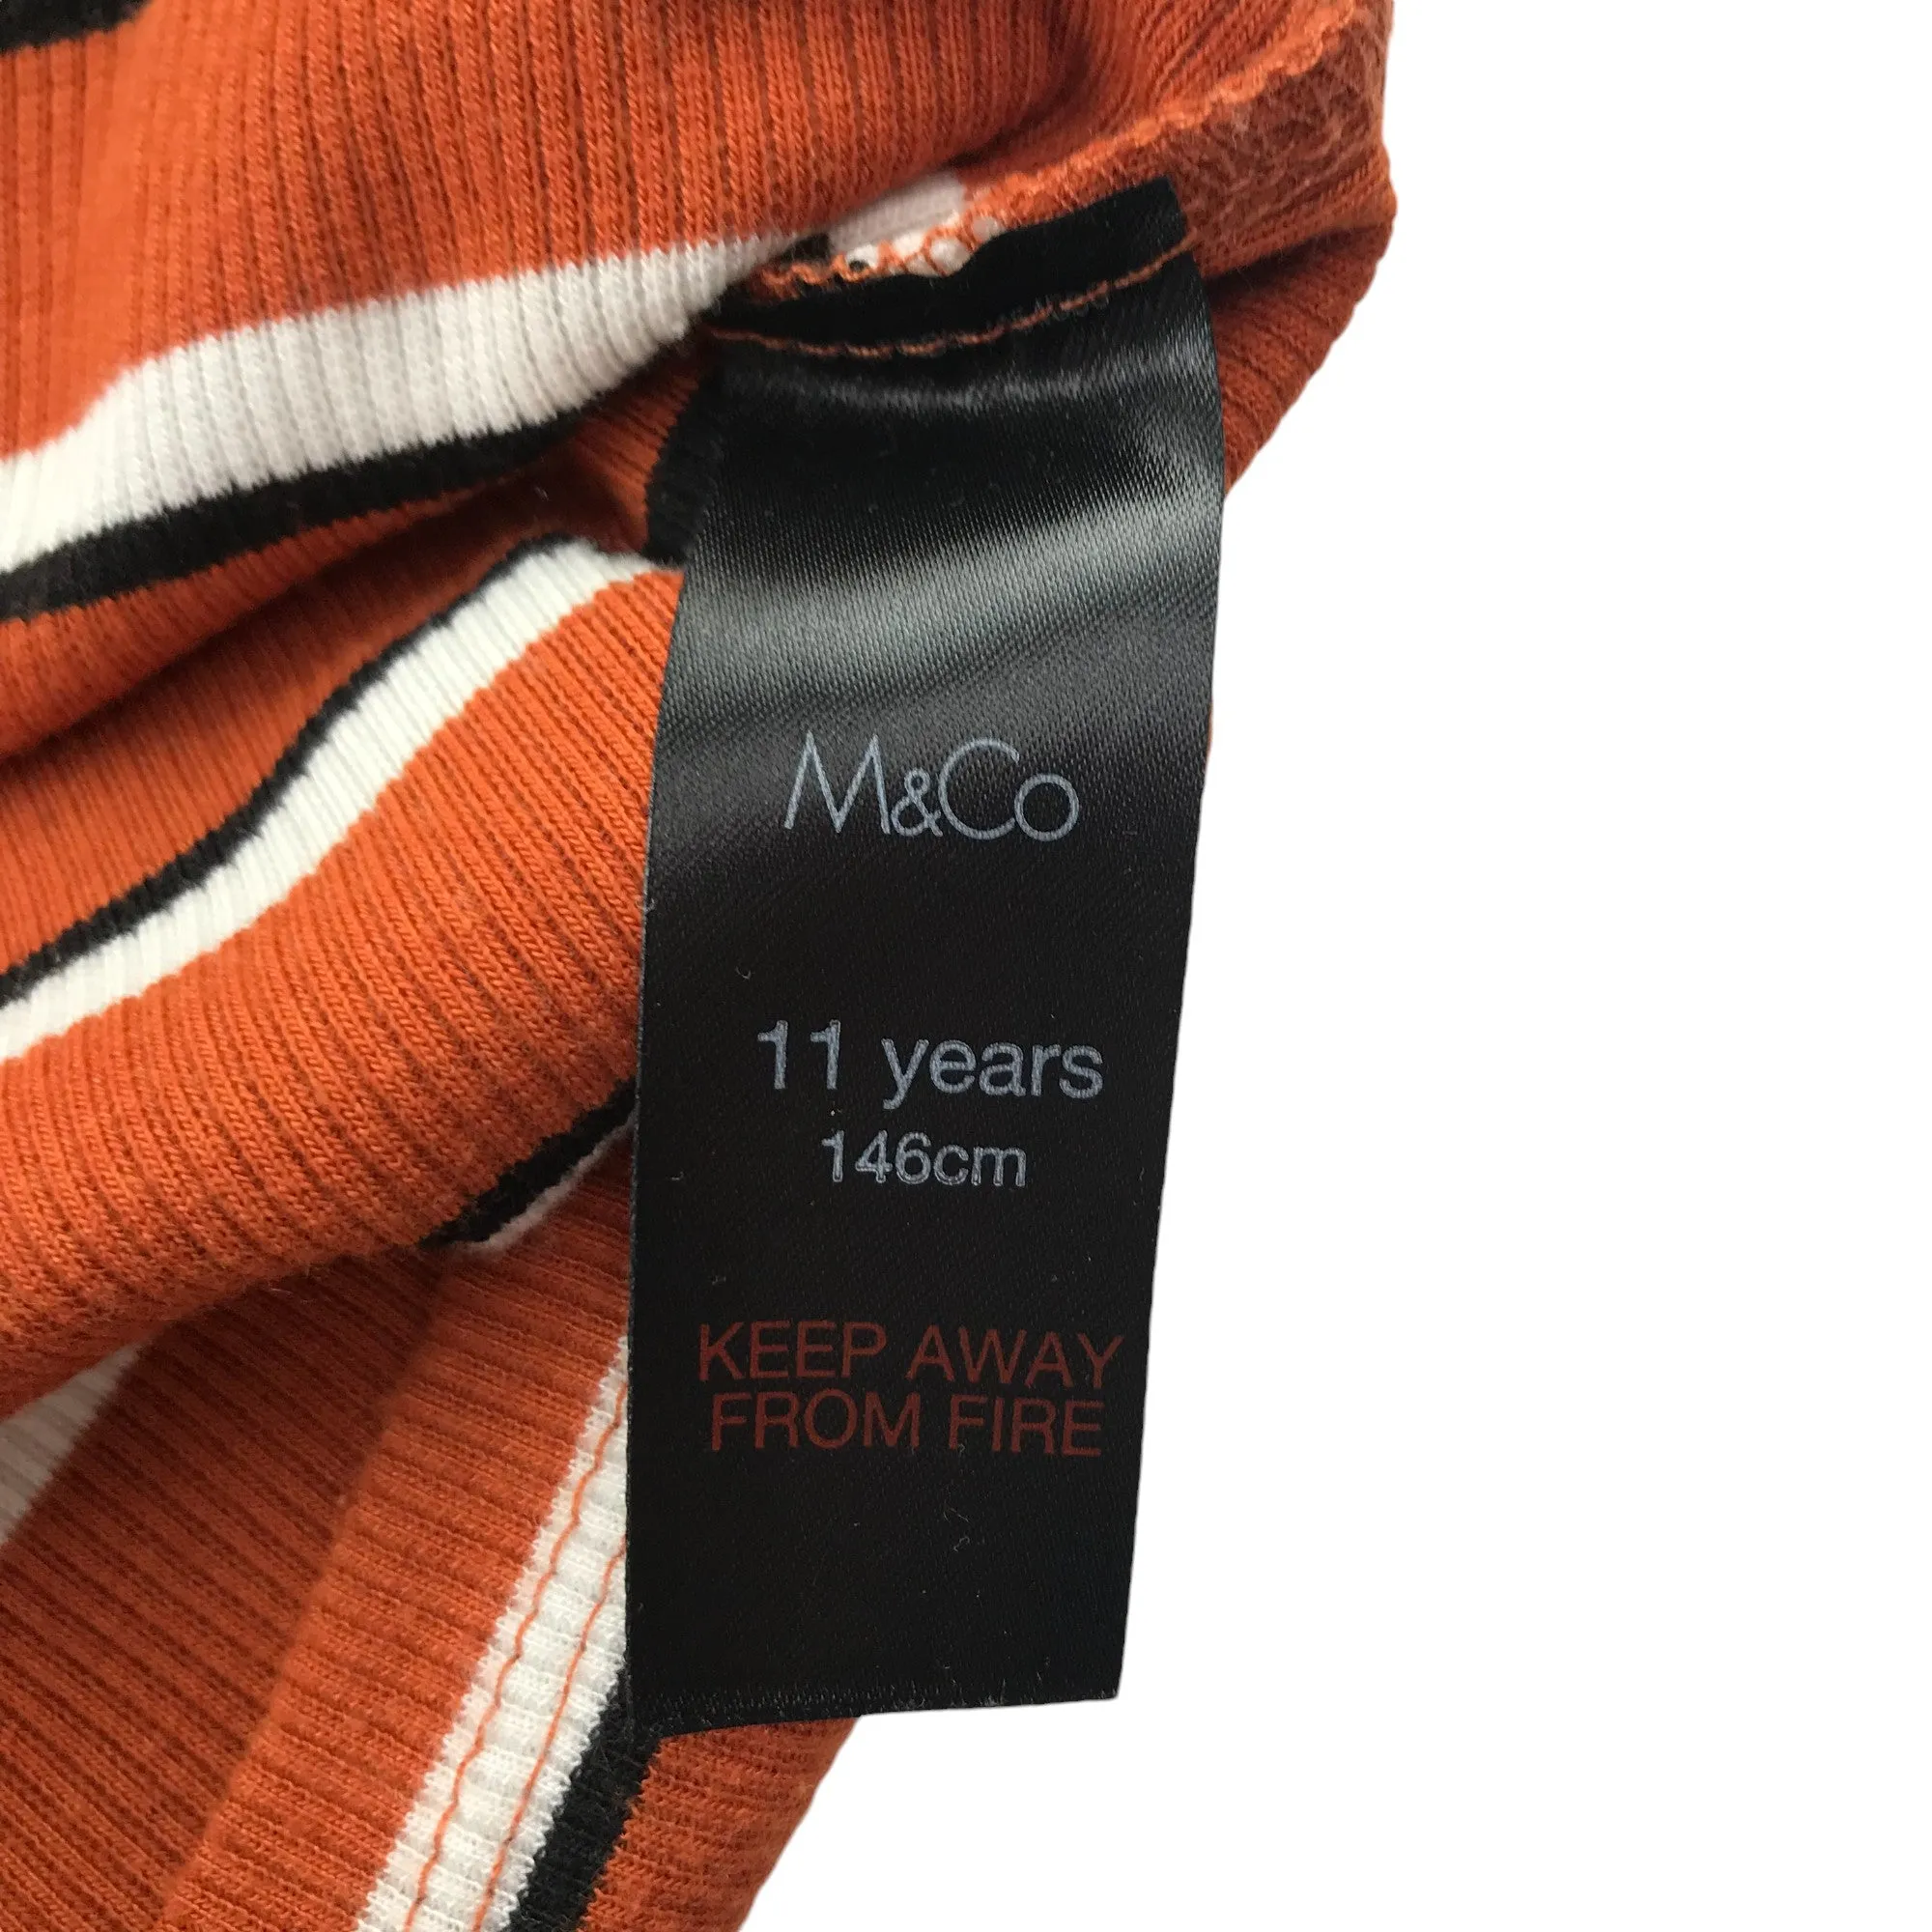 M&Co
11 years
146cm
KEEP AWAY
FROM FIRE